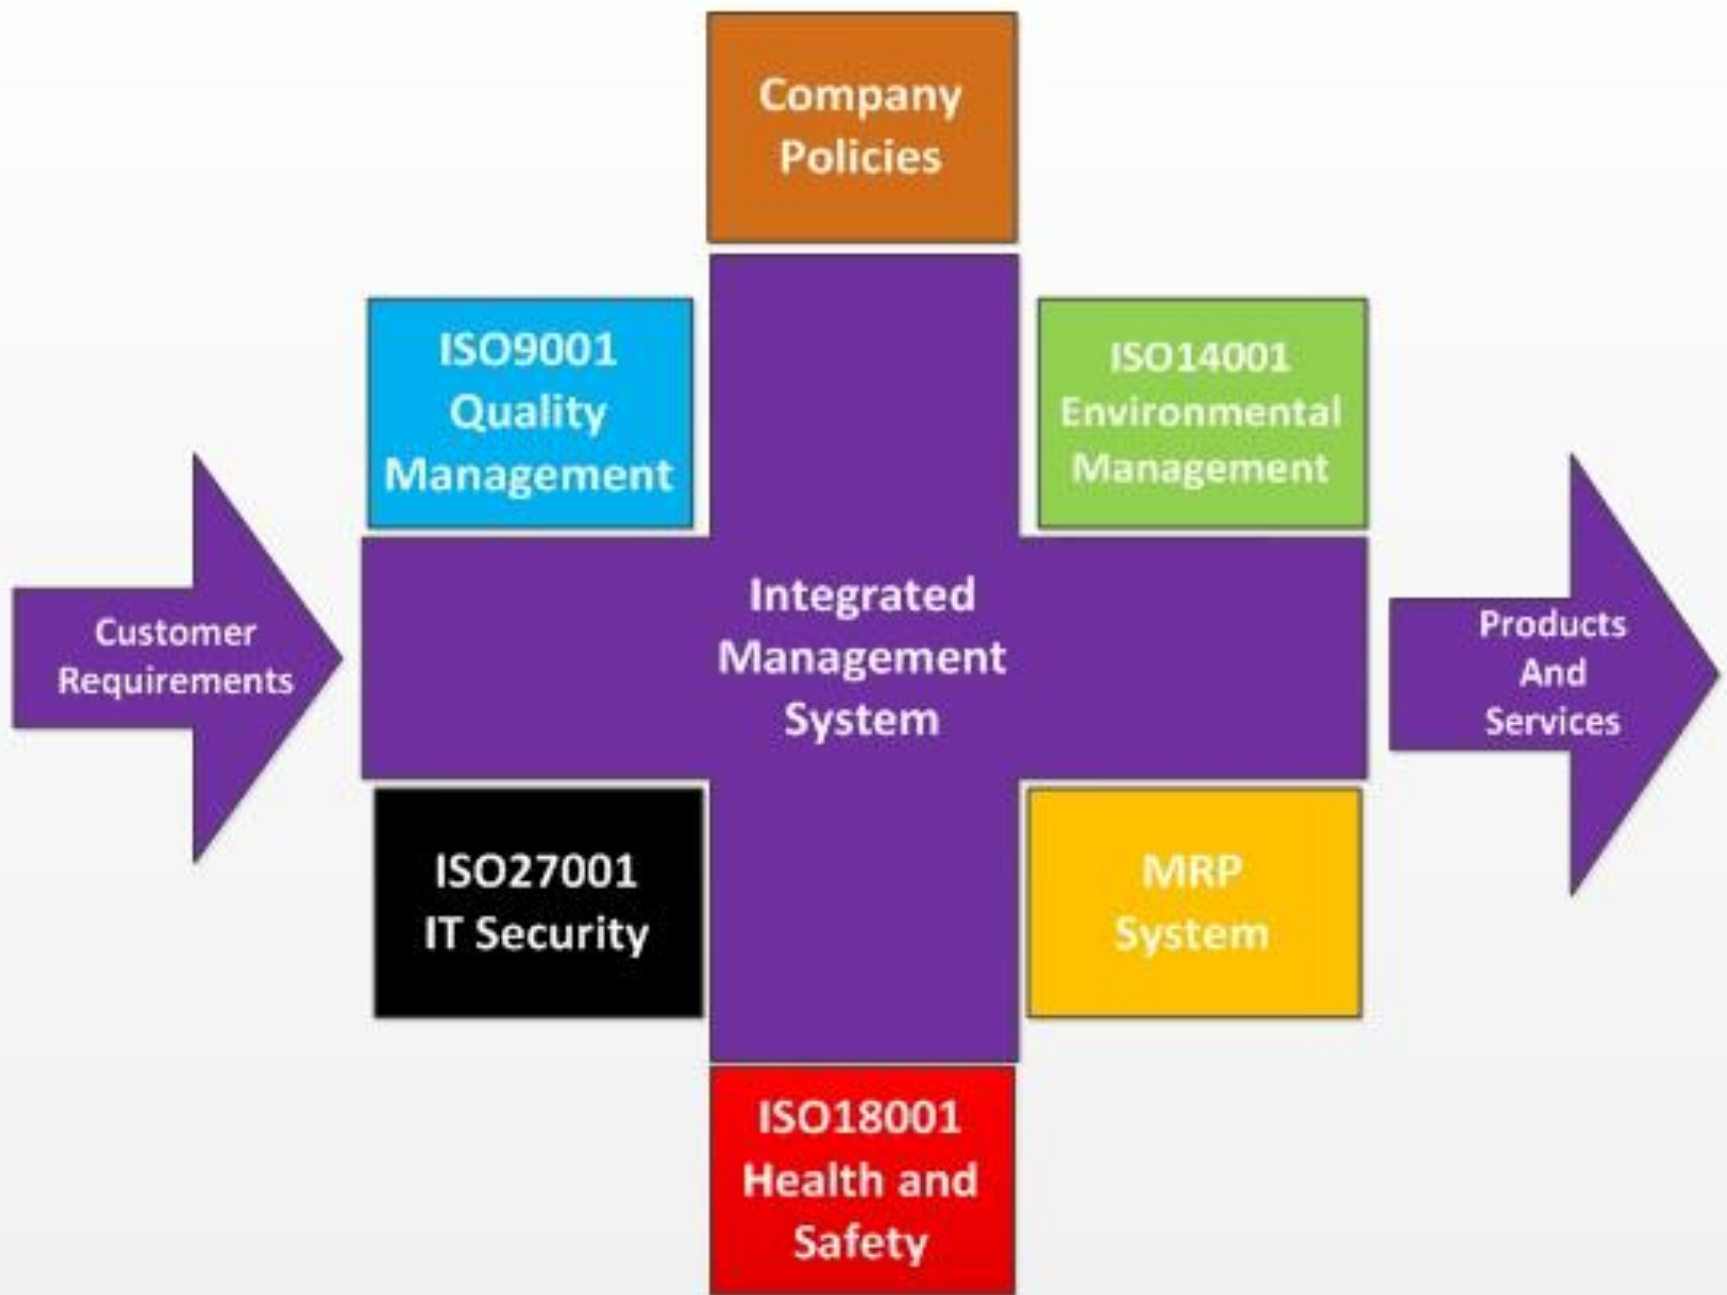 Company
Policies
ISO9001
Quality
Management
ISO14001
Environmental
Management
Customer
Requirements
Integrated
Management
System
Products
And
Services
ISO27001
IT Security
MRP
System
ISO18001
Health and
Safety